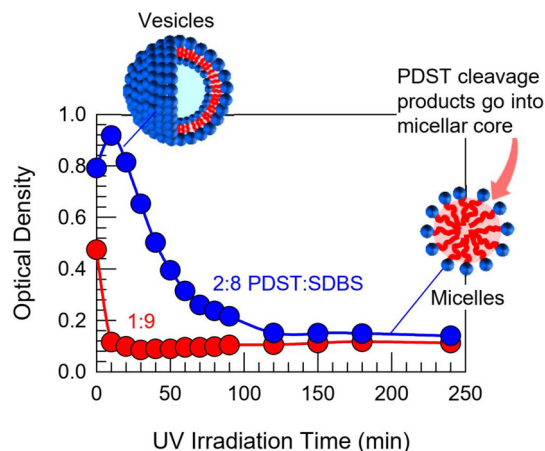 Vesicles
PDST cleavage
products go into
micellar core
1.0
0.8
0.6
0.4
0.2
0.0
Optical Density
2:8 PDST:SDBS
1:9
Micelles
0 50 100 150 200 250
UV Irradiation Time (min)